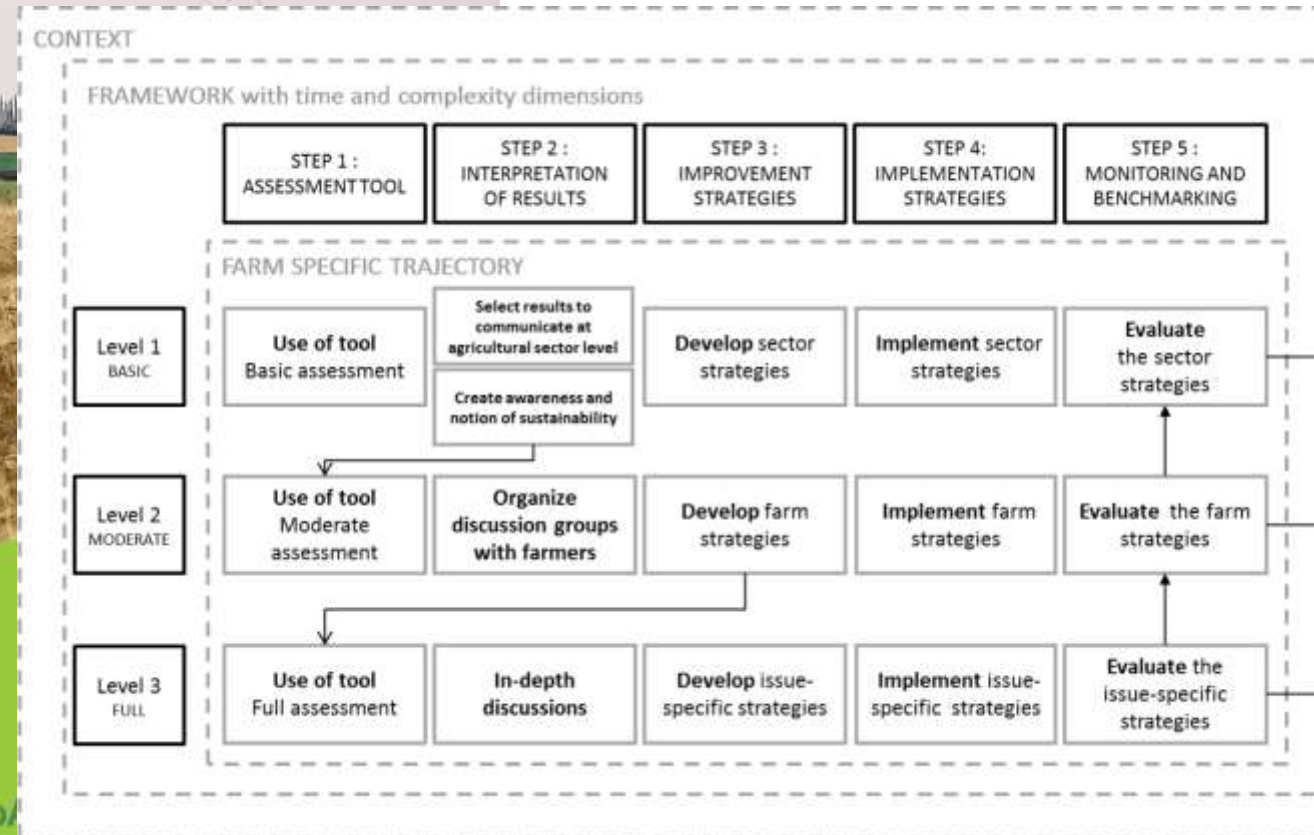 CONTEXT
FRAMEWORK with time and complexity dimensions
STEP 1 :
ASSESSMENT TOOL
STEP 2 :
INTERPRETATION
OF RESULTS
STEP 3 :
IMPROVEMENT
STRATEGIES
STEP 4:
IMPLEMENTATION
STRATEGIES
STEP 5 :
MONITORING AND
BENCHMARKING
FARM SPECIFIC TRAJECTORY
Level 1
BASIC
Use of tool
Basic assessment
Select results to
communicate at
agricultural sector level
Create awareness and
notion of sustainability
Develop sector
strategies
Implement sector
strategies
Evaluate
the sector
strategies
Level 2
MODERATE
Use of tool
Moderate
assessment
Organize
discussion groups
with farmers
Develop farm
strategies
Implement farm
strategies
Evaluate the farm
strategies
Level 3
FULL
Use of tool
Full assessment
In-depth
discussions
Develop issue-
specific strategies
Implement issue-
specific strategies
Evaluate the
issue-specific
strategies